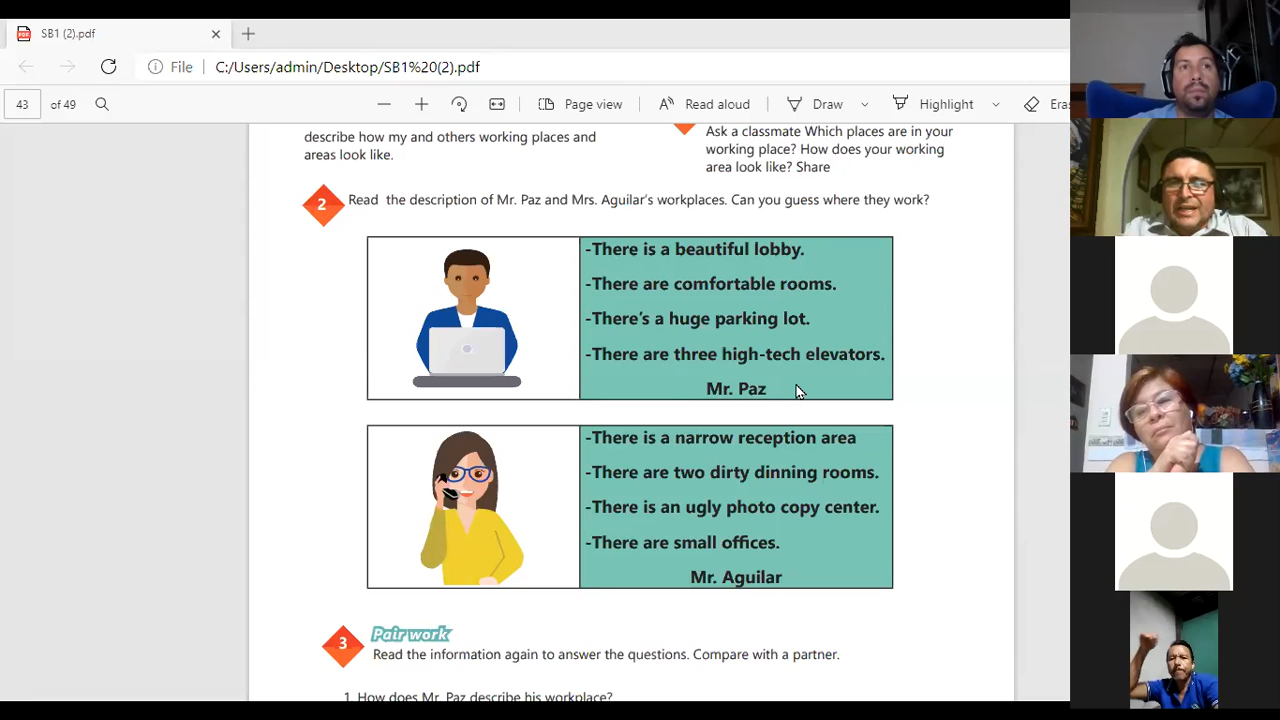 SB1 (2).pdf
File C:/Users/admin/Desktop/SB1%20(2).pdf
43 of 49 Page view Read aloud Draw Highlight Eras
describe how my and others working places and
areas look like.
Ask a classmate Which places are in your
working place? How does your working
area look like? Share
2 Read the description of Mr. Paz and Mrs. Aguilar's workplaces. Can you guess where they work?
-There is a beautiful lobby.
-There are comfortable rooms.
-There's a huge parking lot.
-There are three high-tech elevators.
Mr. Paz
-There is a narrow reception area
-There are two dirty dinning rooms.
-There is an ugly photo copy center.
-There are small offices.
Mr. Aguilar
3 Pair work
Read the information again to answer the questions. Compare with a partner.
1. How does Mr. Paz describe his workplace?